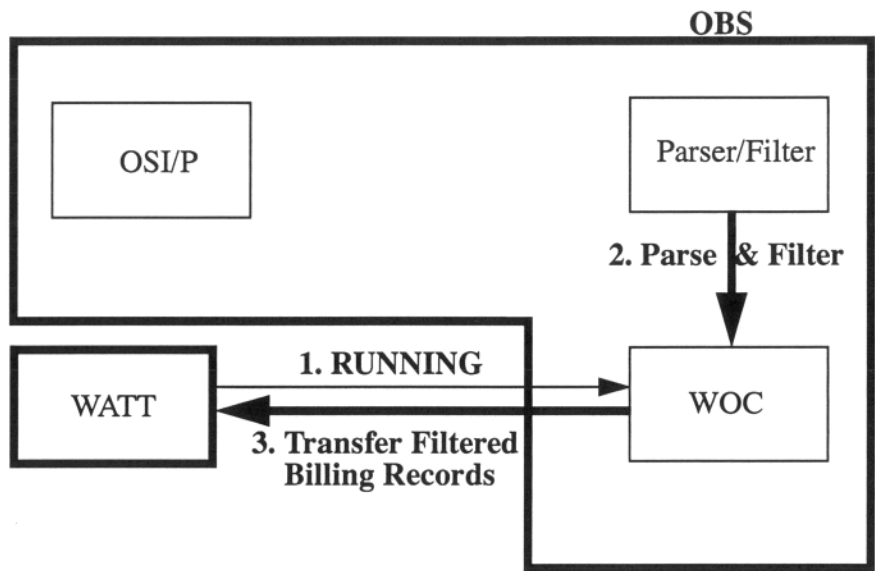 OBS
OSI/P
Parser/Filter
2. Parse & Filter
1. RUNNING
WATT
WOC
3. Transfer Filtered
Billing Records